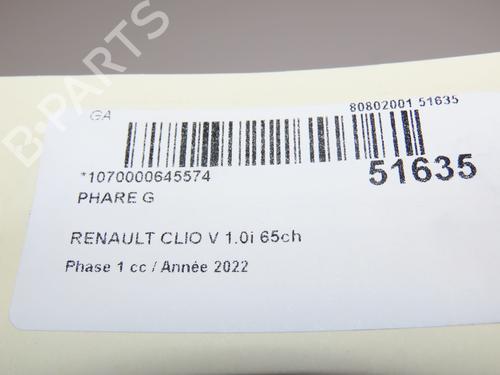 GA
80802001 51635
*1070000645574
51635
PHARE G
RENAULT CLIO V 1.0i 65ch
Phase 1 cc / Année 2022
B-PARTS